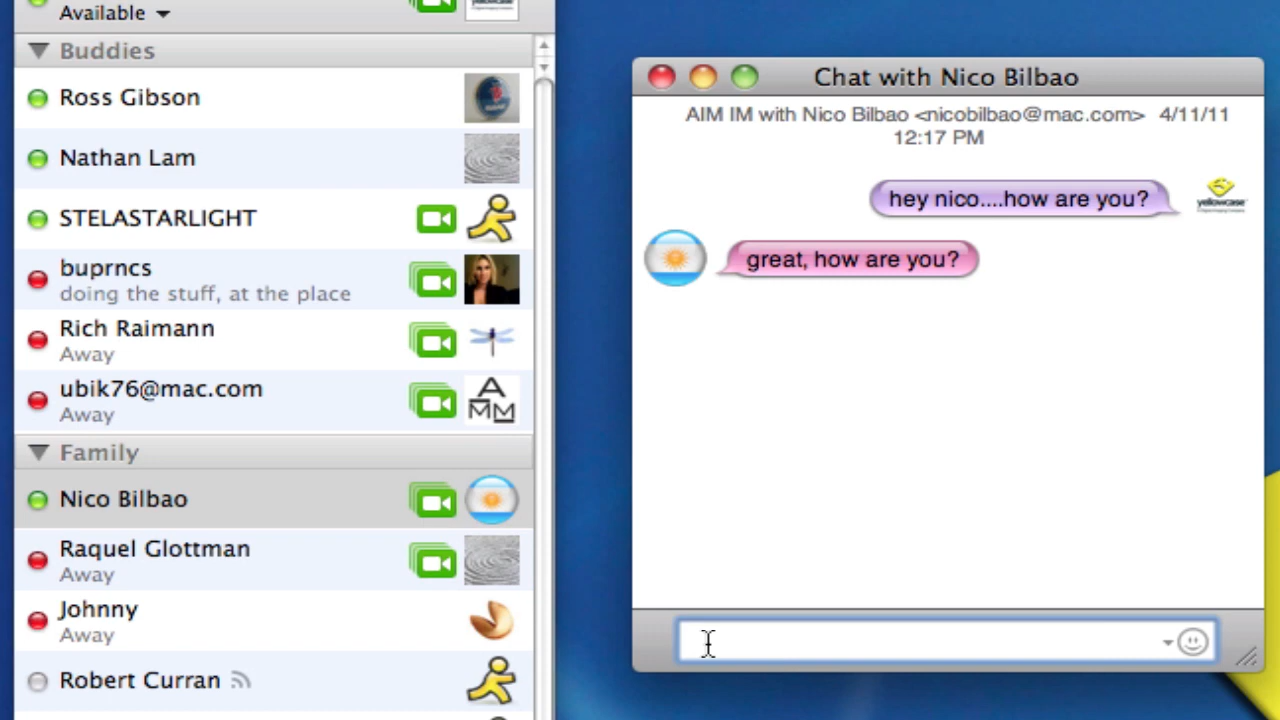 Available
Buddies
Ross Gibson
Nathan Lam
STELASTARLIGHT
buprncs
doing the stuff, at the place
Rich Raimann
Away
ubik76@mac.com
Away
AMM
Family
Nico Bilbao
Raquel Glottman
Away
Johnny
Away
Robert Curran
Chat with Nico Bilbao
AIM IM with Nico Bilbao <nicobilbao@mac.com> 4/11/11
12:17 PM
hey nico....how are you?
yellowcase
great, how are you?